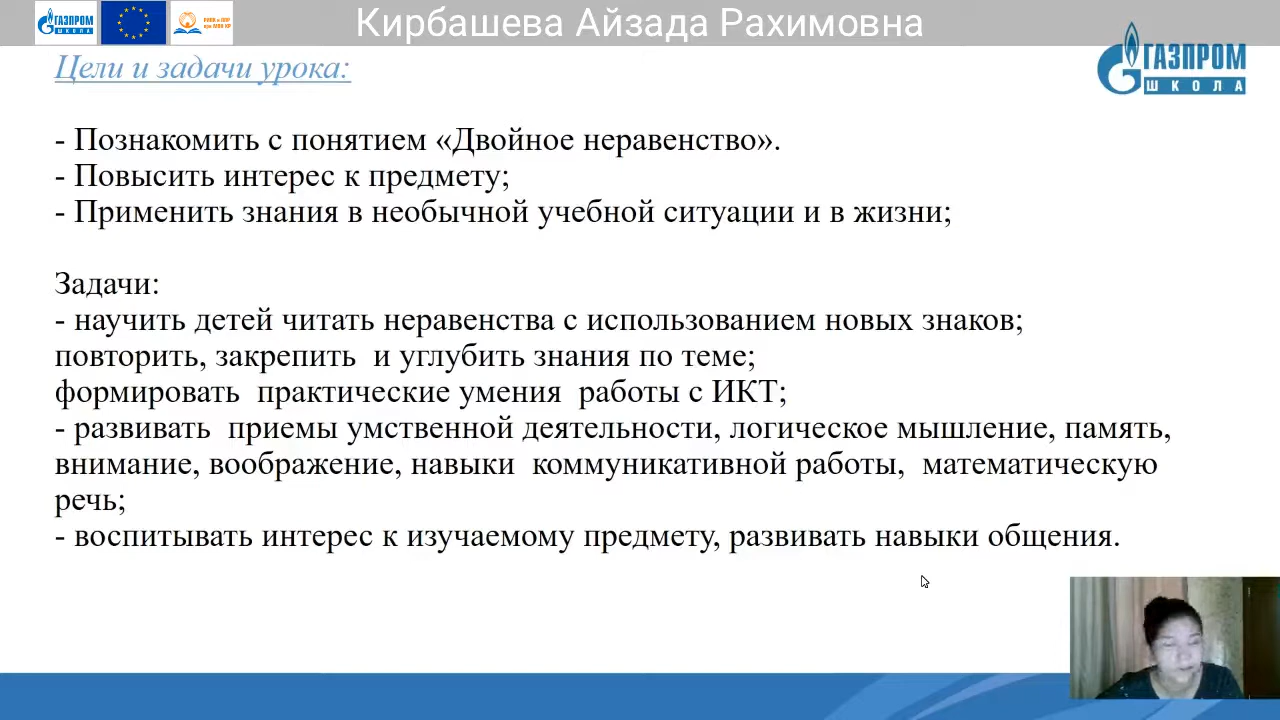 ГАЗПРОМ
ШКОЛА
Кирбашева Айзада Рахимовна
Цели и задачи урока:
ГАЗПРОМ
ШКОЛА
- Познакомить с понятием «Двойное неравенство».
- Повысить интерес к предмету;
- Применить знания в необычной учебной ситуации и в жизни;
Задачи:
- научить детей читать неравенства с использованием новых знаков;
повторить, закрепить  и углубить знания по теме;
формировать  практические умения  работы с ИКТ;
- развивать  приемы умственной деятельности, логическое мышление, память,
внимание, воображение, навыки  коммуникативной работы,  математическую
речь;
- воспитывать интерес к изучаемому предмету, развивать навыки общения.